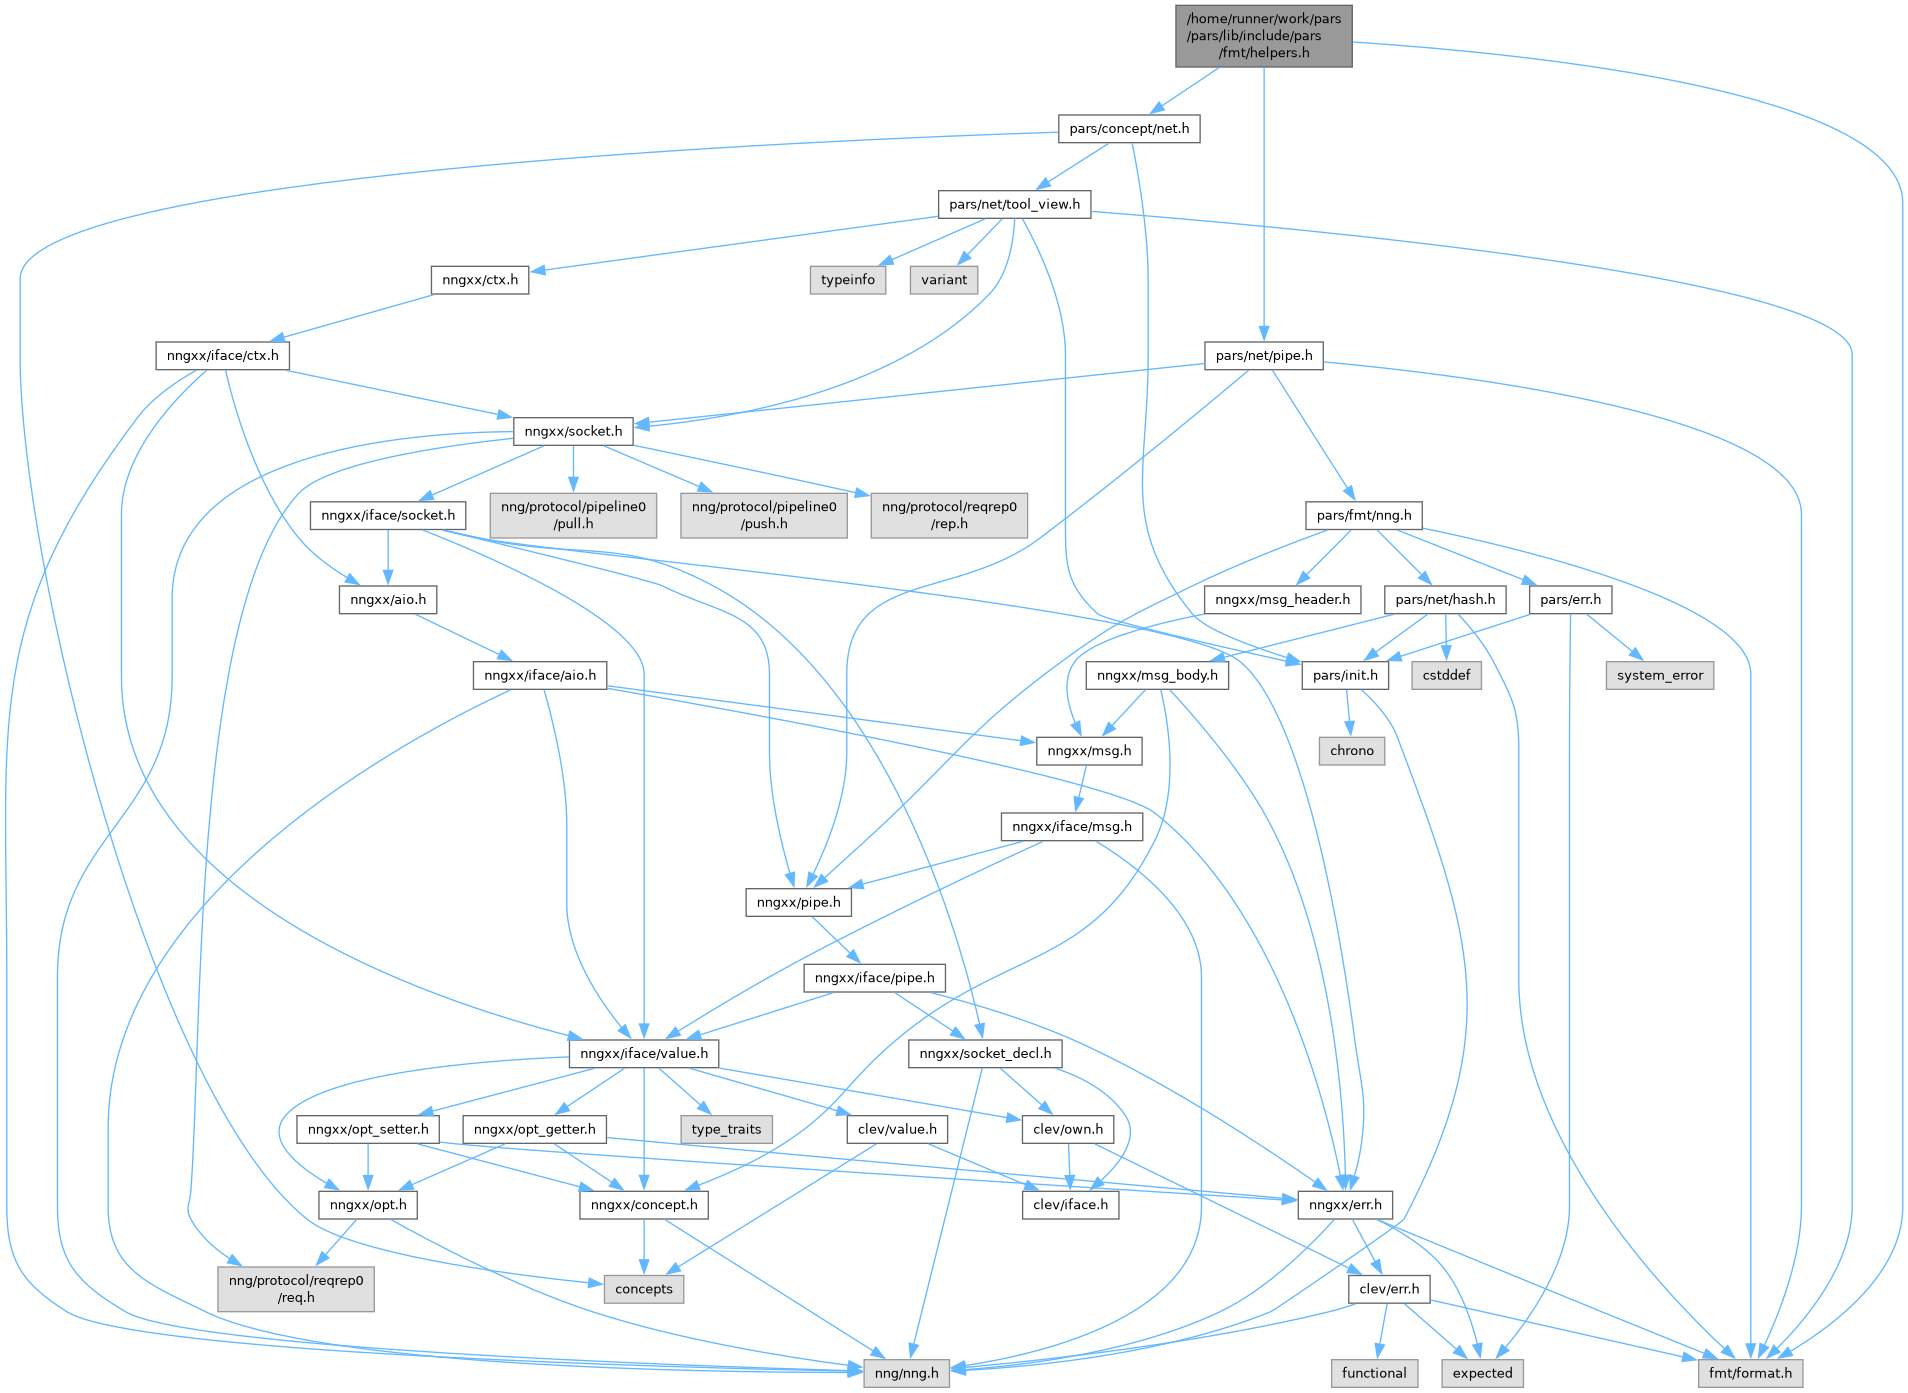 /home/runner/work/pars
/pars/lib/include/pars
/fmt/helpers.h
pars/concept/net.h
pars/net/tool_view.h
nngxx/ctx.h
typeinfo
variant
nngxx/iface/ctx.h
pars/net/pipe.h
nngxx/socket.h
nngxx/iface/socket.h
nng/protocol/pipeline0
/pull.h
nng/protocol/pipeline0
/push.h
nng/protocol/reqrep0
/rep.h
pars/fmt/nng.h
nngxx/aio.h
nngxx/msg_header.h
pars/net/hash.h
pars/err.h
nngxx/iface/aio.h
nngxx/msg_body.h
pars/init.h
cstddef
system_error
nngxx/msg.h
chrono
nngxx/iface/msg.h
nngxx/pipe.h
nngxx/iface/pipe.h
nngxx/iface/value.h
nngxx/socket_decl.h
nngxx/opt_setter.h
nngxx/opt_getter.h
type_traits
clev/value.h
clev/own.h
nngxx/opt.h
nngxx/concept.h
clev/iface.h
nngxx/err.h
nng/protocol/reqrep0
/req.h
concepts
clev/err.h
nng/nng.h
functional
expected
fmt/format.h